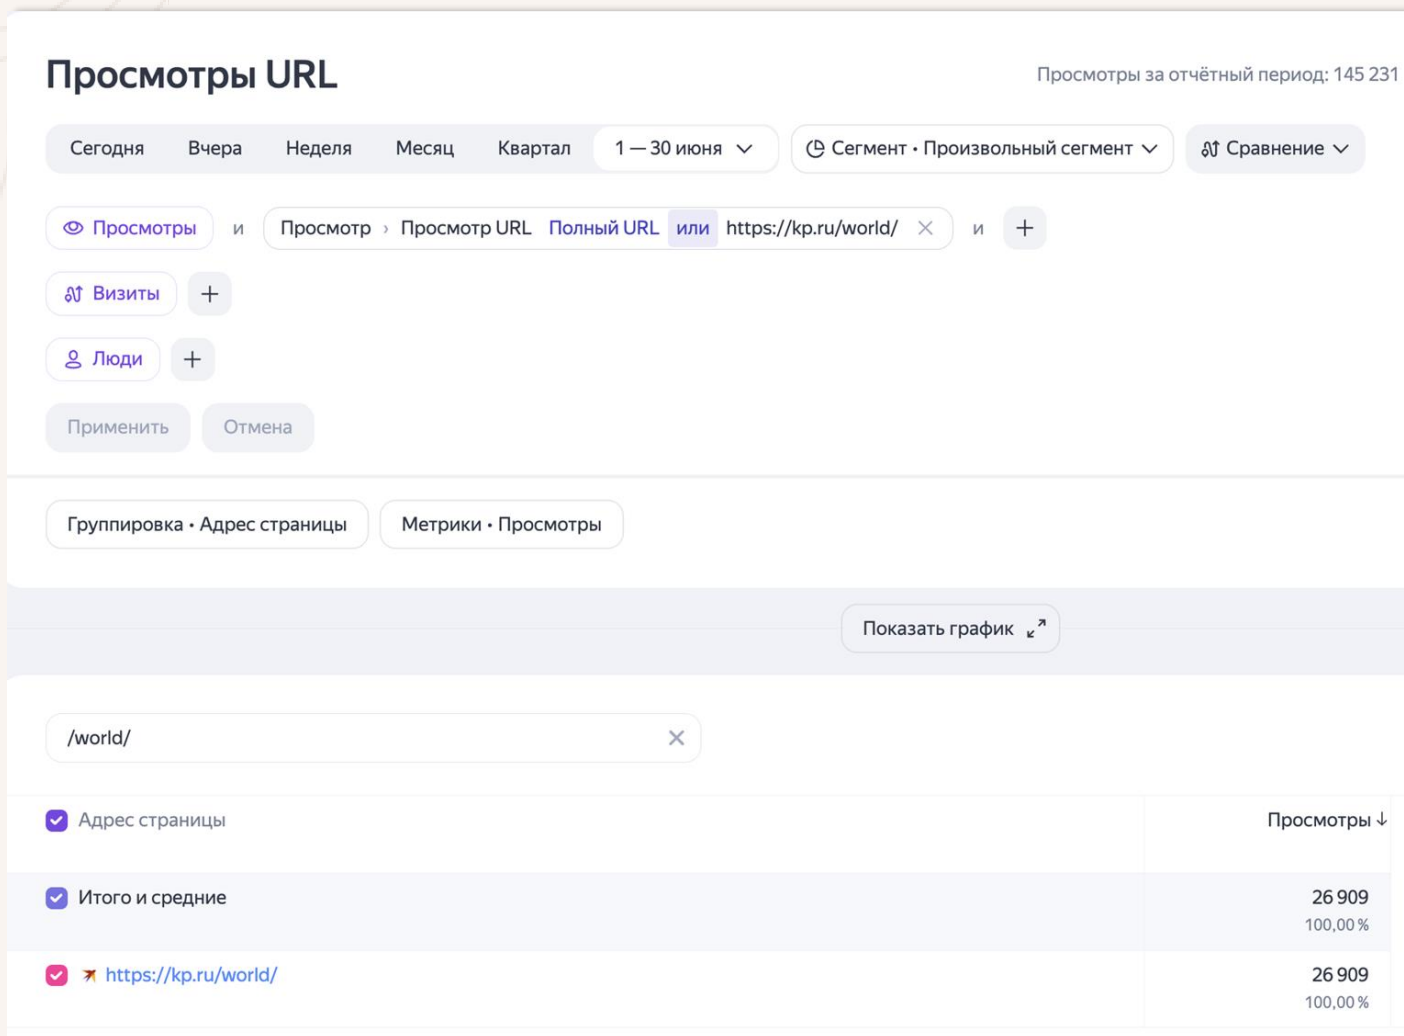 Просмотры URL
Просмотры за отчётный период: 145 231
Сегодня Вчера Неделя Месяц Квартал 1 — 30 июня Сегмент • Произвольный сегмент Сравнение
Просмотры и Просмотр › Просмотр URL Полный URL или https://kp.ru/world/ и +
Визиты +
Люди +
Применить Отмена
Группировка • Адрес страницы Метрики • Просмотры
Показать график
/world/
Адрес страницы Просмотры ↓
Итого и средние 26 909
100,00 %
https://kp.ru/world/ 26 909
100,00 %